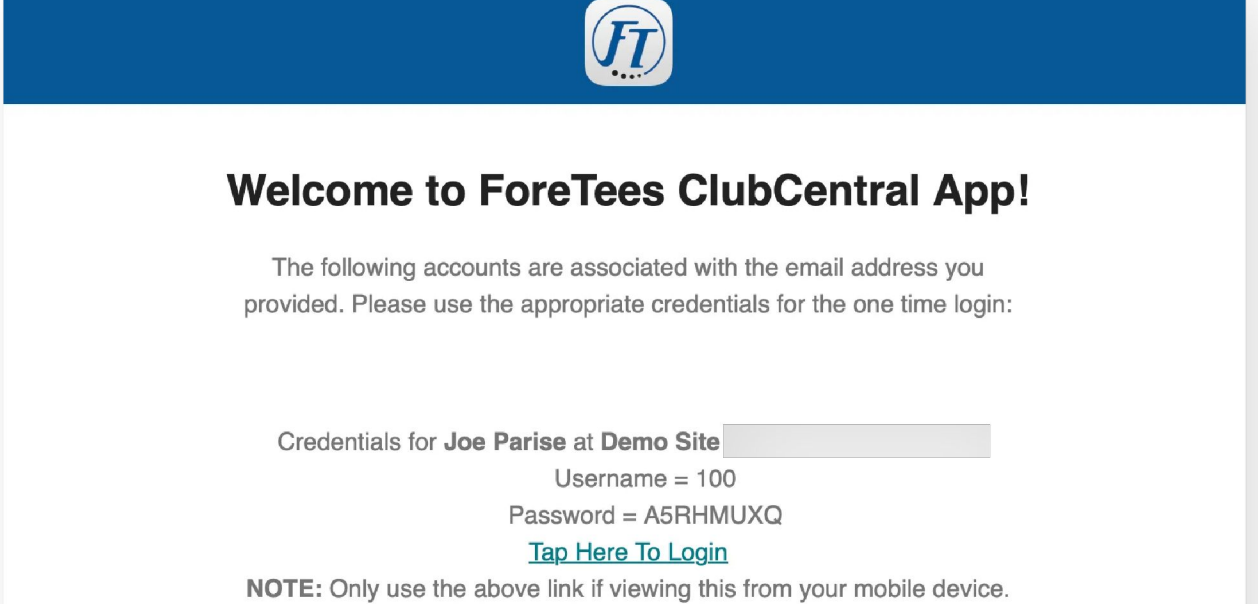 FT
Welcome to ForeTees ClubCentral App!
The following accounts are associated with the email address you
provided. Please use the appropriate credentials for the one time login:
Credentials for Joe Parise at Demo Site
Username = 100
Password = A5RHMUXQ
Tap Here To Login
NOTE: Only use the above link if viewing this from your mobile device.